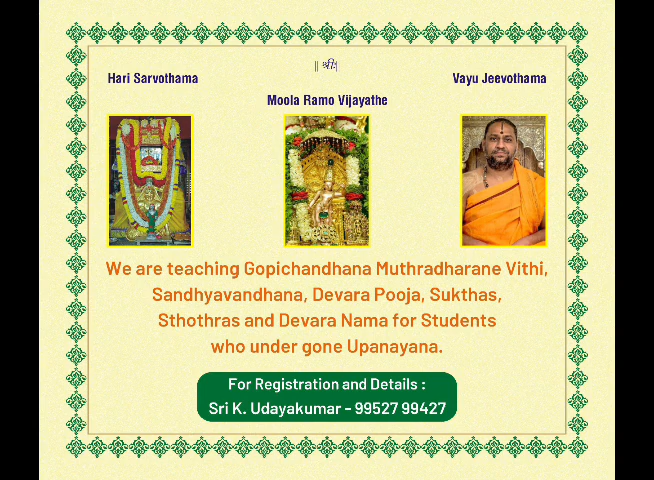 ॥ श्रीः॥
Hari Sarvothama
Vayu Jeevothama
Moola Ramo Vijayathe
We are teaching Gopichandhana Muthradharane Vithi,
Sandhyavandhana, Devara Pooja, Sukthas,
Sthothras and Devara Nama for Students
who under gone Upanayana.
For Registration and Details :
Sri K. Udayakumar - 99527 99427